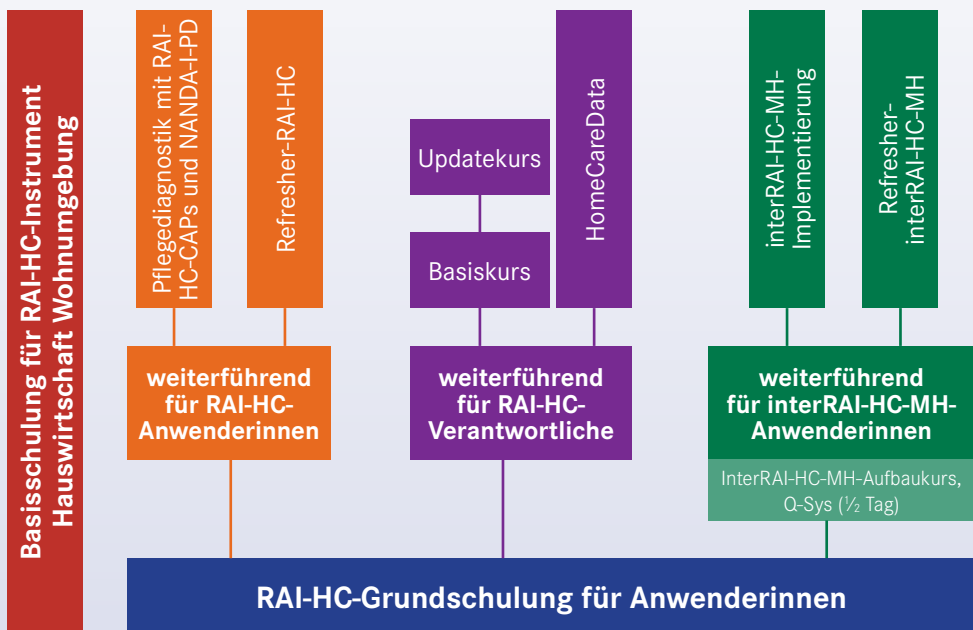 Basisschulung für RAI-HC-Instrument
Hauswirtschaft Wohnumgebung
Pflegediagnostik mit RAI-
HC-CAPs und NANDA-I-PD
Refresher-RAI-HC
weiterführend
für RAI-HC-
Anwenderinnen
Updatekurs
Basiskurs
HomeCareData
weiterführend
für RAI-HC-
Verantwortliche
interRAI-HC-MH-
Implementierung
Refresher-
interRAI-HC-MH
weiterführend
für interRAI-HC-MH-
Anwenderinnen
InterRAI-HC-MH-Aufbaukurs,
Q-Sys (½ Tag)
RAI-HC-Grundschulung für Anwenderinnen